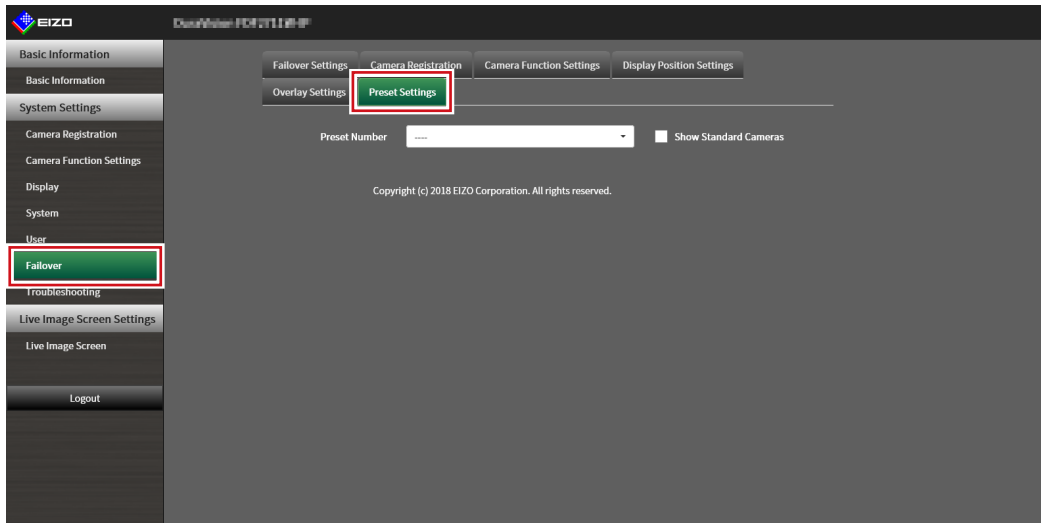 EIZO
Basic Information
Basic Information
System Settings
Camera Registration
Camera Function Settings
Display
System
User
Failover
Troubleshooting
Live Image Screen Settings
Live Image Screen
Logout
Failover Settings Camera Registration Camera Function Settings Display Position Settings
Overlay Settings Preset Settings
Preset Number ---- Show Standard Cameras
Copyright (c) 2018 EIZO Corporation. All rights reserved.